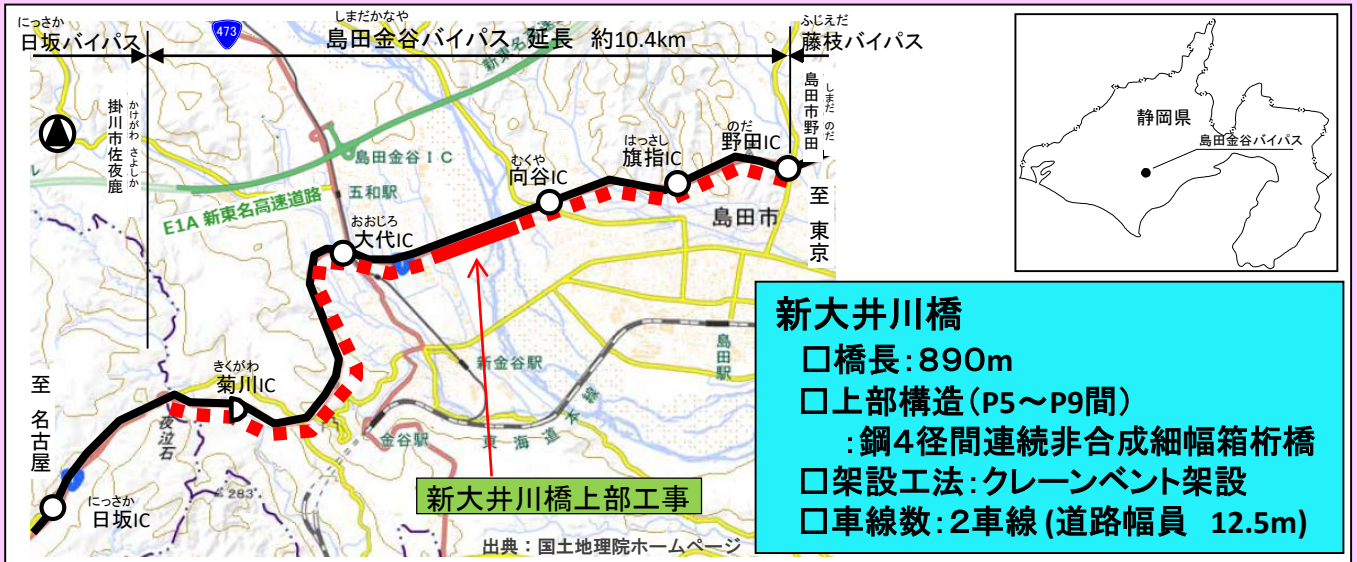 にっさか
日坂バイパス
473
しまだかなや
島田金谷バイパス 延長 約10.4km
ふじえだ
藤枝バイパス
新東名高速
掛川市佐夜鹿
かけがわ さよしか
島田市野田
しまだ のだ
島田金谷IC
五和駅
E1A 新東名高速道路
おおじろ
大代IC
むくや
向谷IC
はっさし
旗指IC
のだ
野田IC
島田市
至 東京
新金谷駅
島田駅
東海道本線
金谷駅
きくがわ
菊川IC
夜泣石
至 名古屋
にっさか
日坂IC
283
新大井川橋上部工事
出典：国土地理院ホームページ
静岡県
島田金谷バイパス
新大井川橋
□橋長：890m
□上部構造（P5～P9間）
：鋼4径間連続非合成細幅箱桁橋
□架設工法：クレーンベント架設
□車線数：2車線 (道路幅員 12.5m)